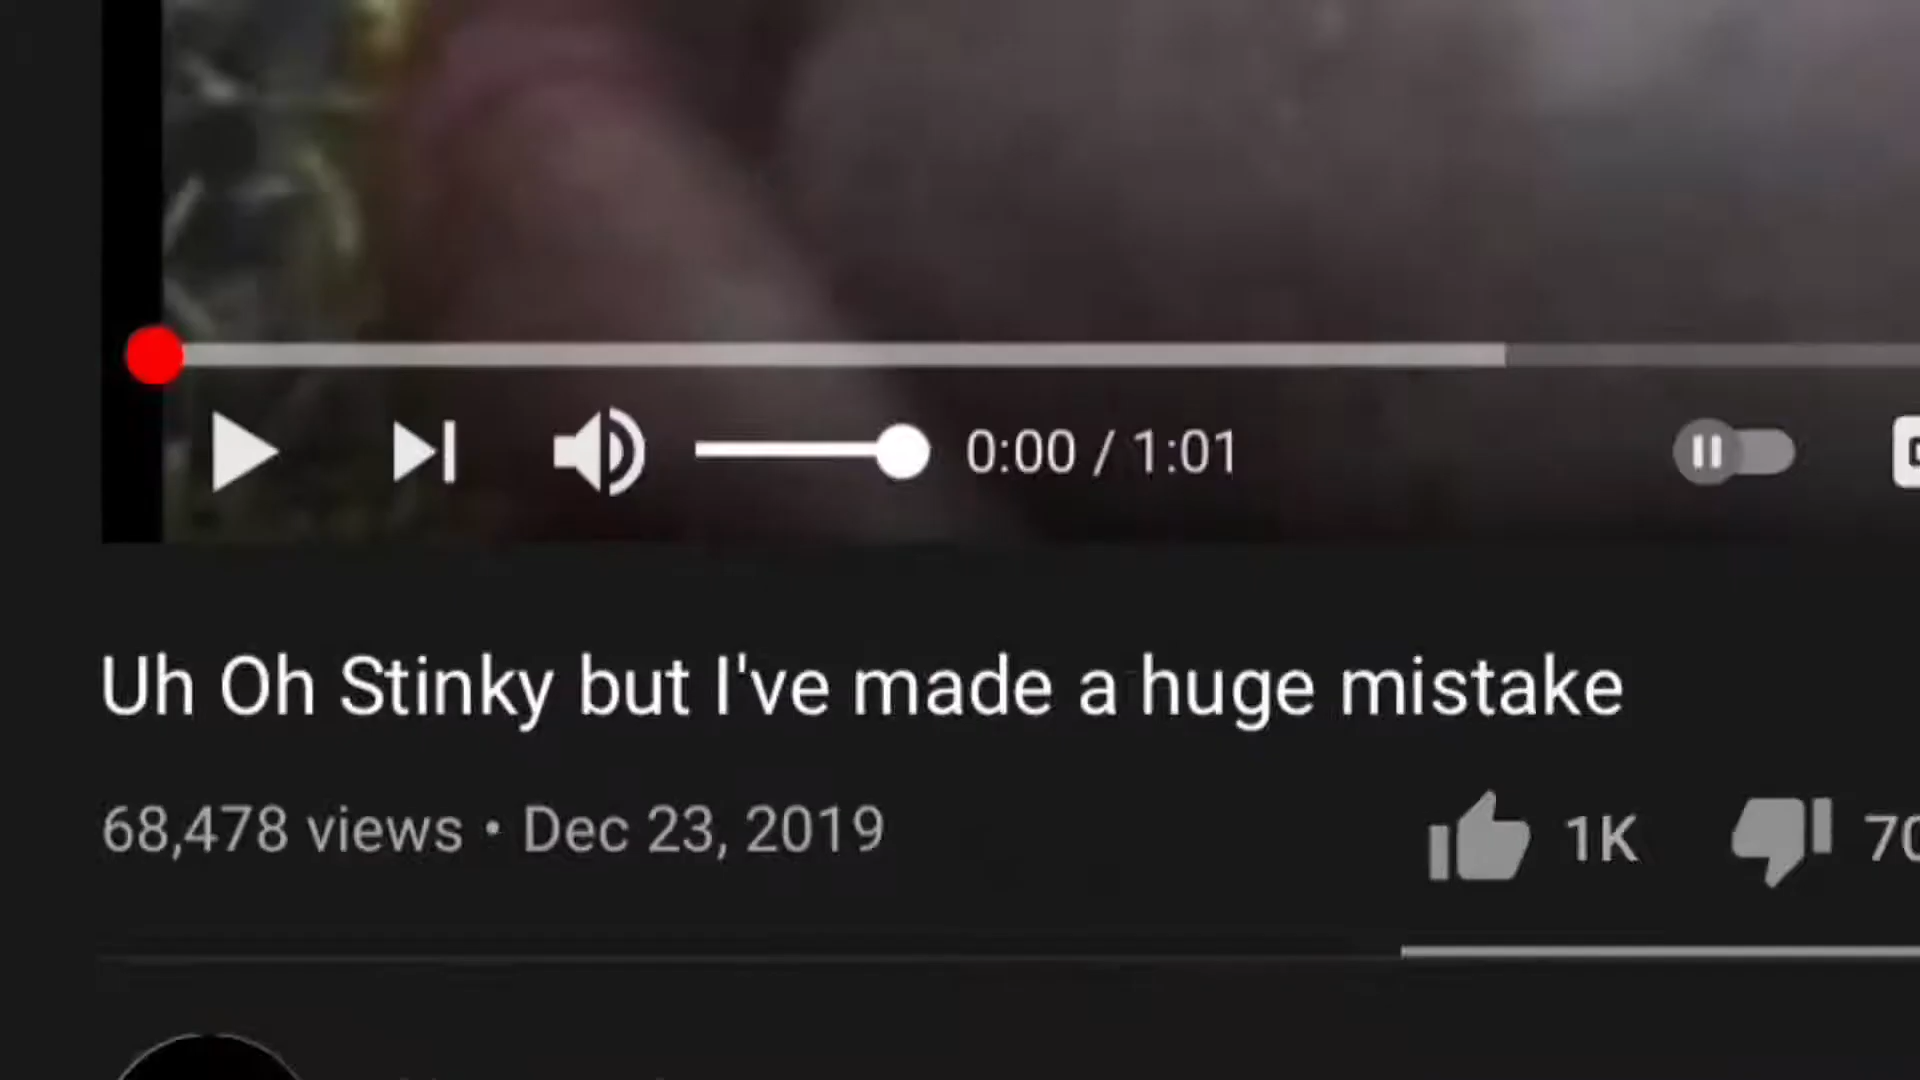 0:00 / 1:01
Uh Oh Stinky but I've made a huge mistake
68,478 views • Dec 23, 2019
1K
70